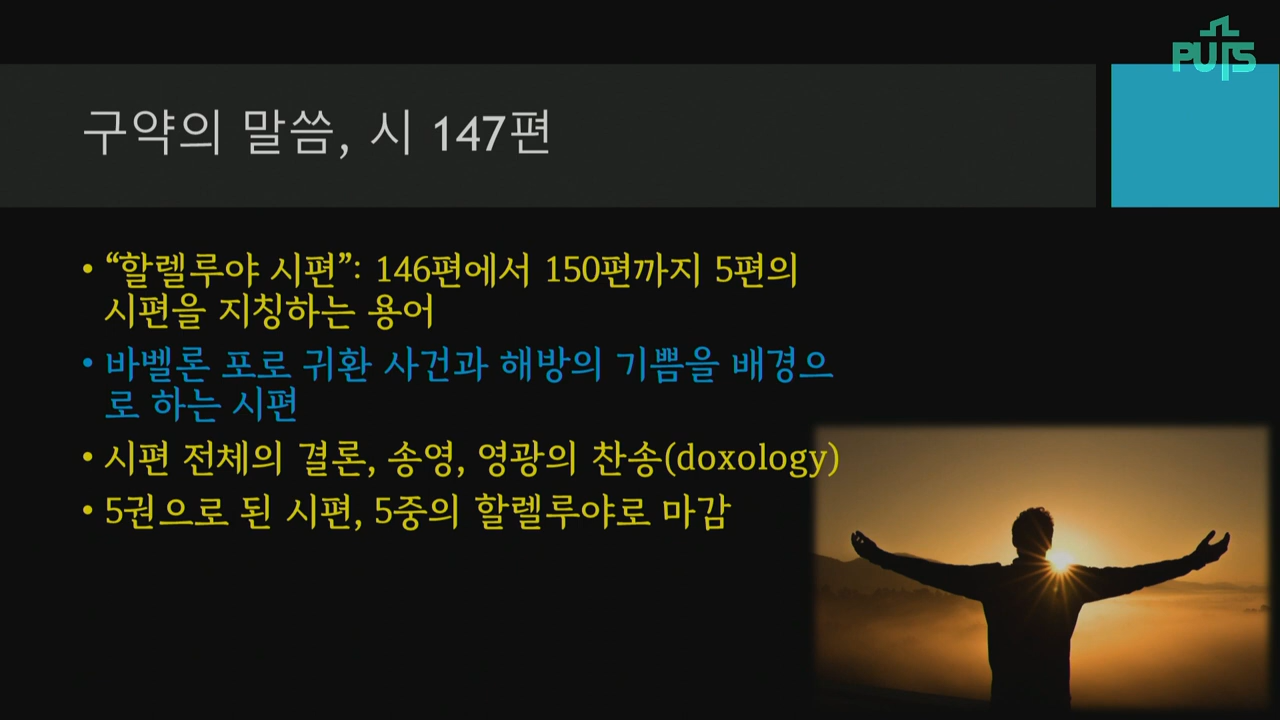 PUTS
구약의 말씀, 시 147편
• “할렐루야 시편”: 146편에서 150편까지 5편의
시편을 지칭하는 용어
• 바벨론 포로 귀환 사건과 해방의 기쁨을 배경으
로 하는 시편
• 시편 전체의 결론, 송영, 영광의 찬송(doxology)
• 5권으로 된 시편, 5중의 할렐루야로 마감